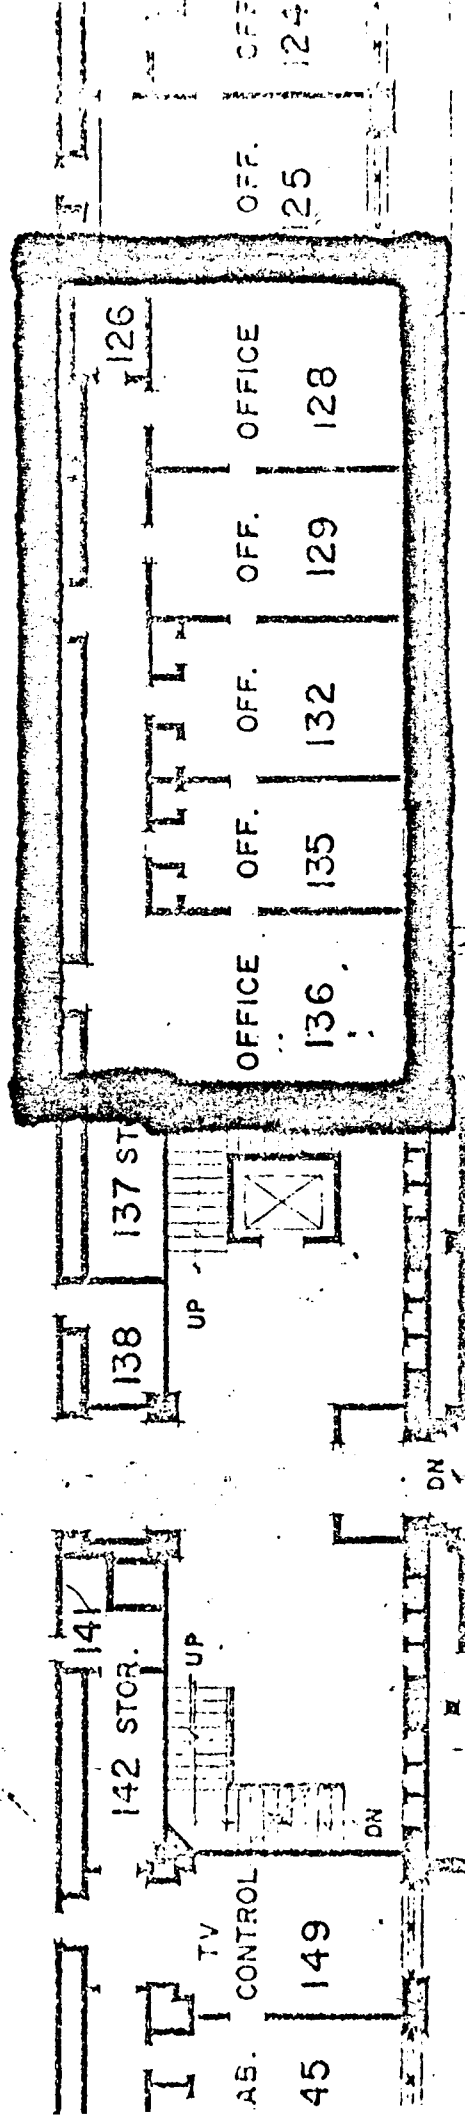 OFF.
124
OFF.
125
126
OFFICE
128
OFF.
129
OFF.
132
OFF.
135
OFFICE
136
137 ST
138
UP
DN
141
142 STOR.
UP
DN
TV
CONTROL
149
AB.
45